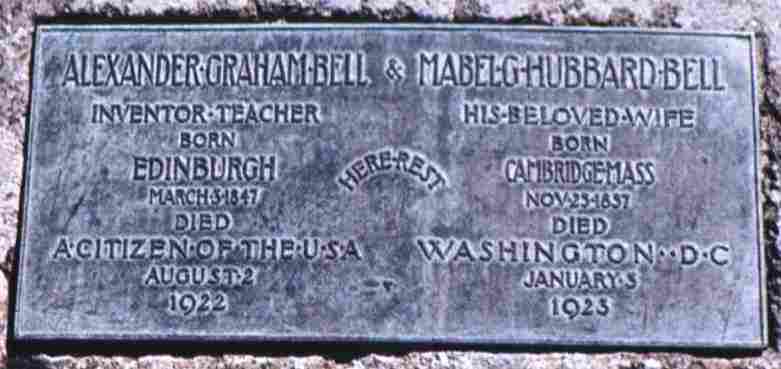 ALEXANDER·GRAHAM·BELL & MABEL·G·HUBBARD·BELL
INVENTOR·TEACHER
BORN
EDINBURGH
MARCH·3·1847
DIED
A·CITIZEN·OF·THE·U·S·A
AUGUST·2
1922
HERE·REST
HIS·BELOVED·WIFE
BORN
CAMBRIDGE·MASS
NOV·25·1857
DIED
WASHINGTON··D·C
JANUARY·3
1923